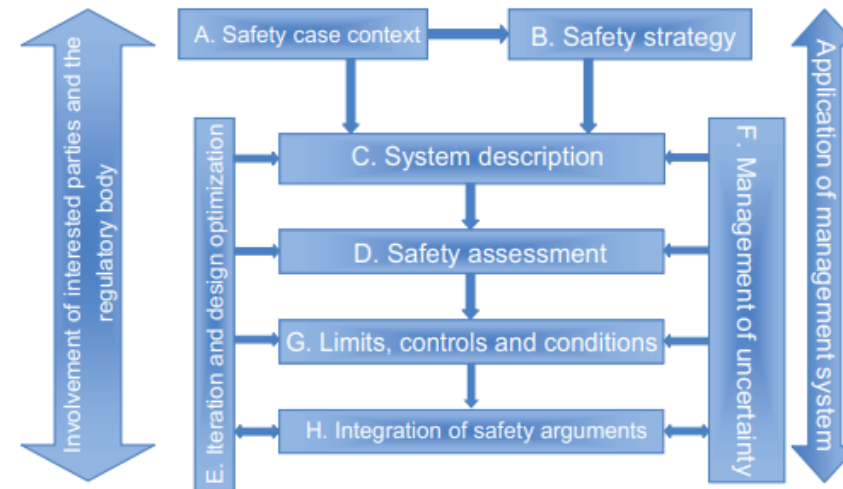 A. Safety case context
B. Safety strategy
Involvement of interested parties and the
regulatory body
E. Iteration and design optimization
C. System description
D. Safety assessment
G. Limits, controls and conditions
H. Integration of safety arguments
F. Management of uncertainty
Application of management system